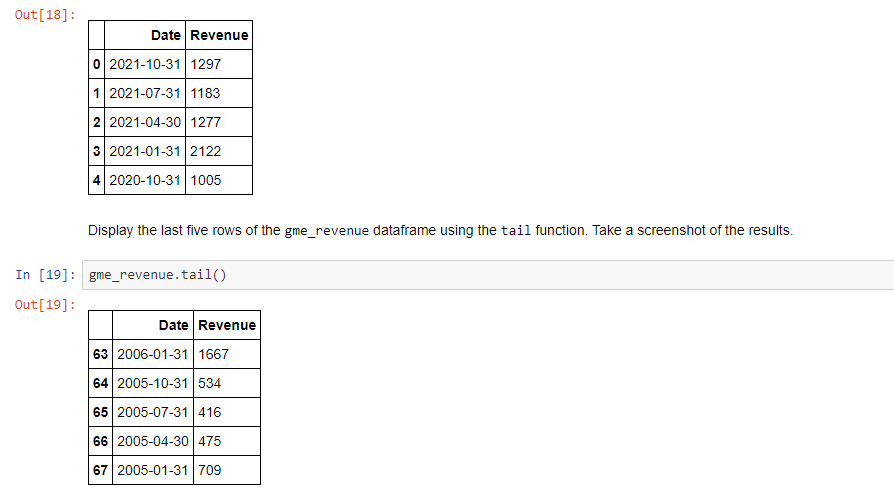 Out[18]:
Date Revenue
0 2021-10-31 1297
1 2021-07-31 1183
2 2021-04-30 1277
3 2021-01-31 2122
4 2020-10-31 1005
Display the last five rows of the gme_revenue dataframe using the tail function. Take a screenshot of the results.
In [19]: gme_revenue.tail()
Out[19]:
Date Revenue
63 2006-01-31 1667
64 2005-10-31 534
65 2005-07-31 416
66 2005-04-30 475
67 2005-01-31 709